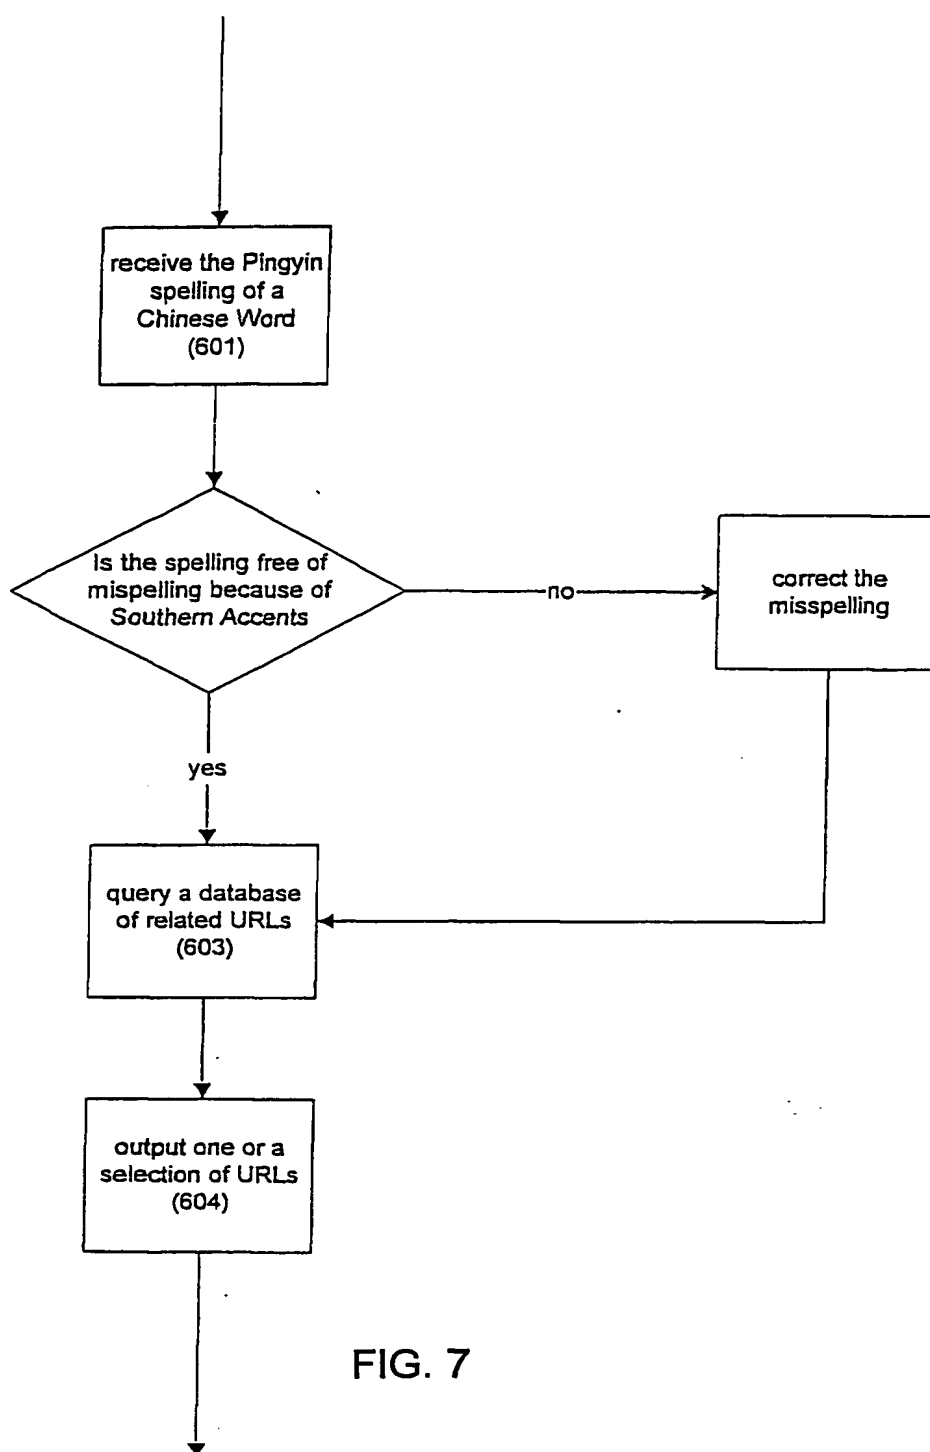 receive the Pingyin
spelling of a
Chinese Word
(601)
Is the spelling free of
mispelling because of
Southern Accents
no
correct the
misspelling
yes
query a database
of related URLs
(603)
output one or a
selection of URLs
(604)
FIG. 7